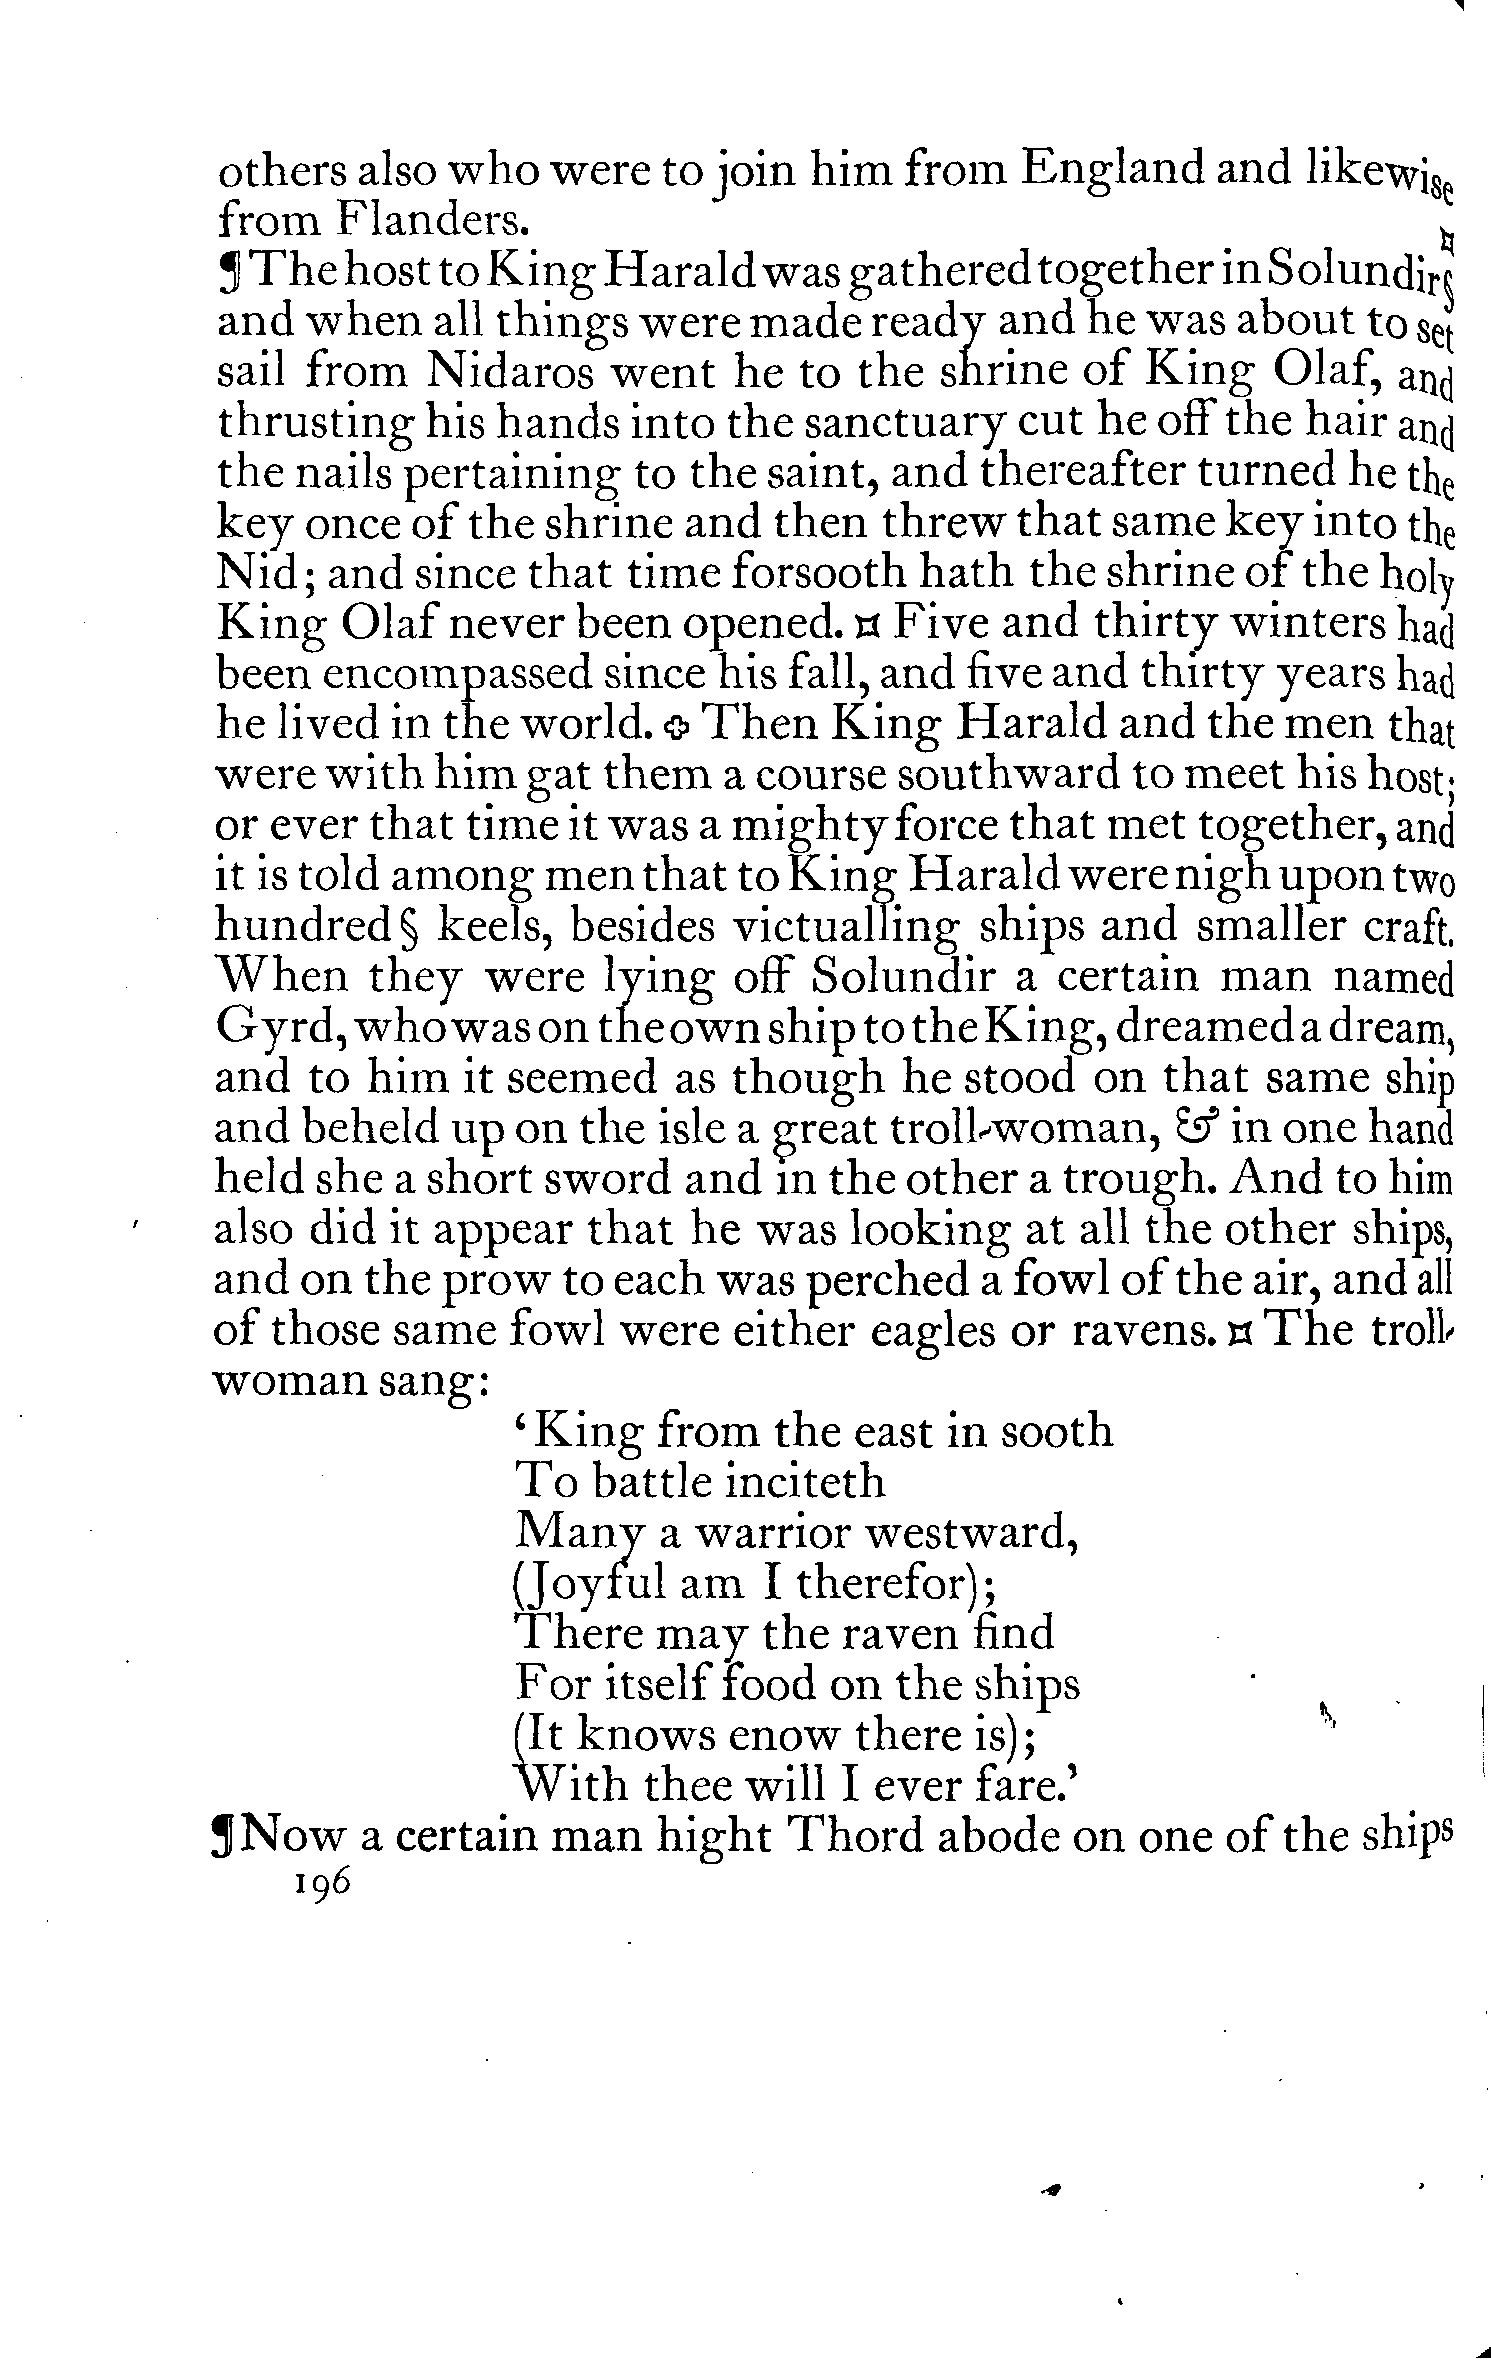 others also who were to join him from England and likewise
from Flanders.
¶ The host to King Harald was gathered together in Solundir§
and when all things were made ready and he was about to set
sail from Nidaros went he to the shrine of King Olaf, and
thrusting his hands into the sanctuary cut he off the hair and
the nails pertaining to the saint, and thereafter turned he the
key once of the shrine and then threw that same key into the
Nid; and since that time forsooth hath the shrine of the holy
King Olaf never been opened. ¤ Five and thirty winters had
been encompassed since his fall, and five and thirty years had
he lived in the world. ✥ Then King Harald and the men that
were with him gat them a course southward to meet his host;
or ever that time it was a mighty force that met together, and
it is told among men that to King Harald were nigh upon two
hundred § keels, besides victualling ships and smaller craft.
When they were lying off Solundir a certain man named
Gyrd, who was on the own ship to the King, dreamed a dream,
and to him it seemed as though he stood on that same ship
and beheld up on the isle a great troll-woman, & in one hand
held she a short sword and in the other a trough. And to him
also did it appear that he was looking at all the other ships,
and on the prow to each was perched a fowl of the air, and all
of those same fowl were either eagles or ravens. ¤ The troll-
woman sang:
‘King from the east in sooth
To battle inciteth
Many a warrior westward,
(Joyful am I therefor);
There may the raven find
For itself food on the ships
(It knows enow there is);
With thee will I ever fare.’
¶ Now a certain man hight Thord abode on one of the ships
196